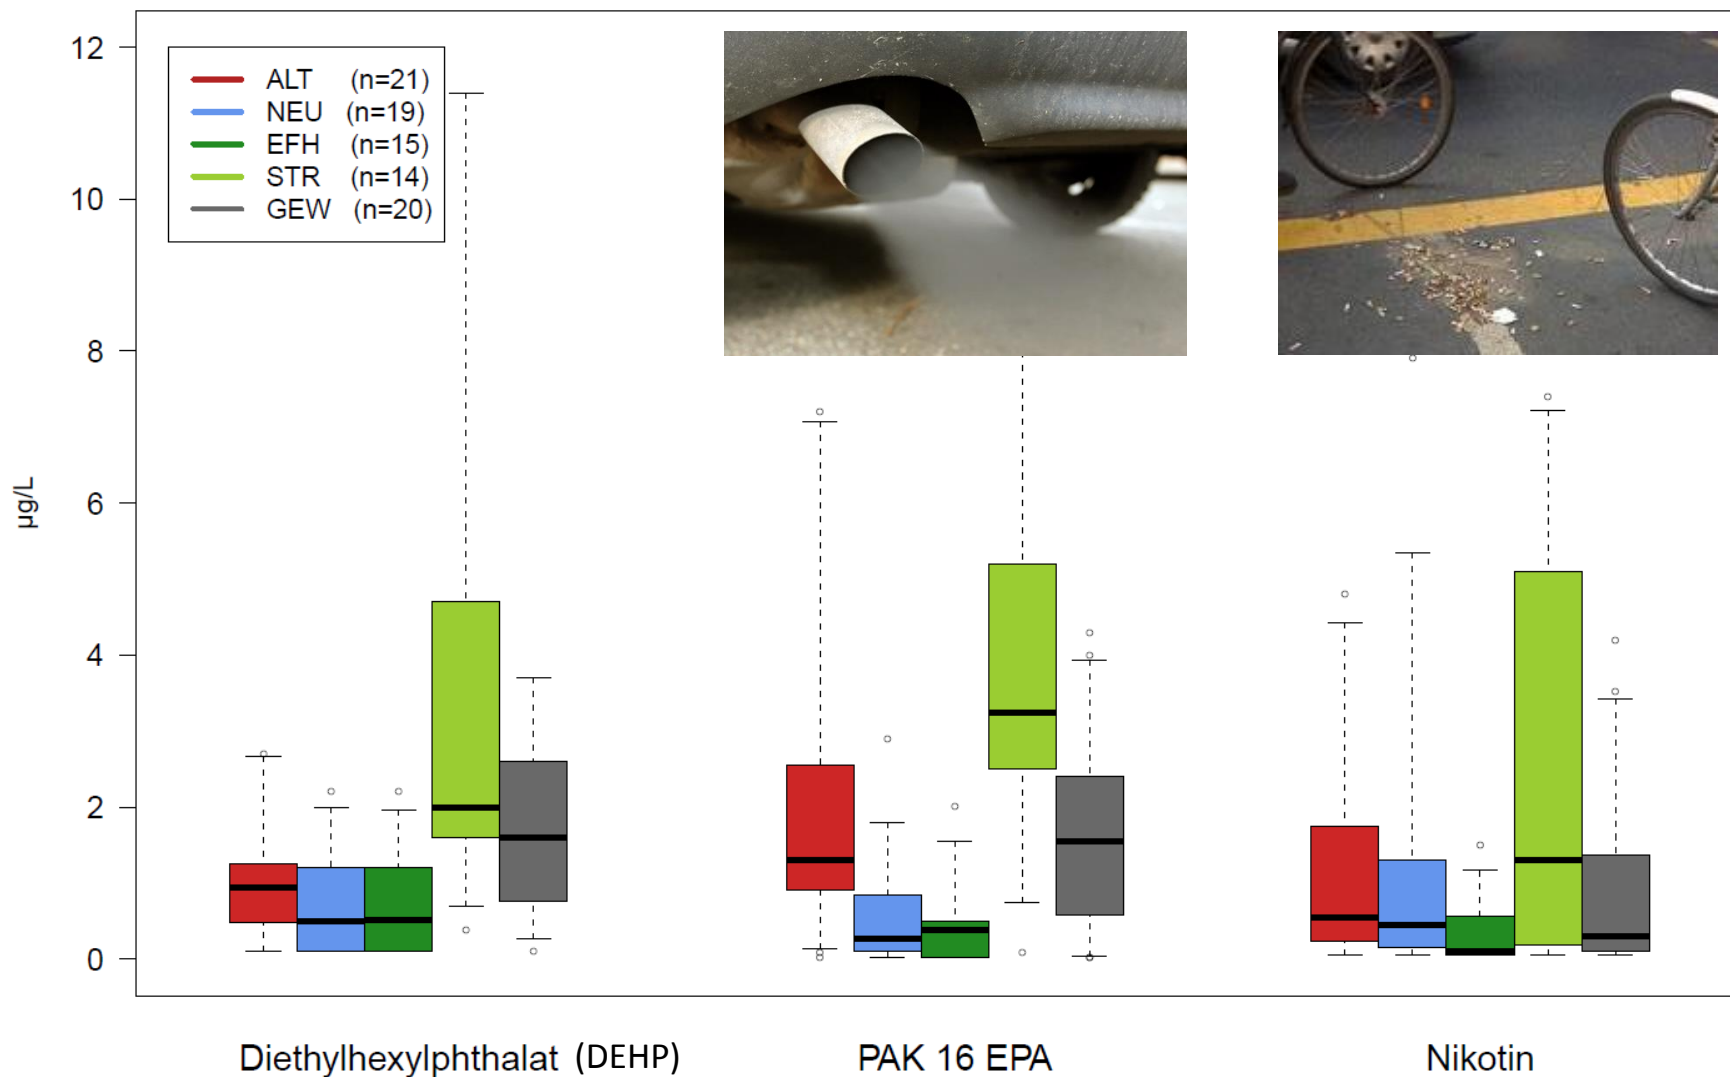 12
10
8
6
4
2
0
µg/L
ALT (n=21)
NEU (n=19)
EFH (n=15)
STR (n=14)
GEW (n=20)
Diethylhexylphthalat (DEHP)
PAK 16 EPA
Nikotin